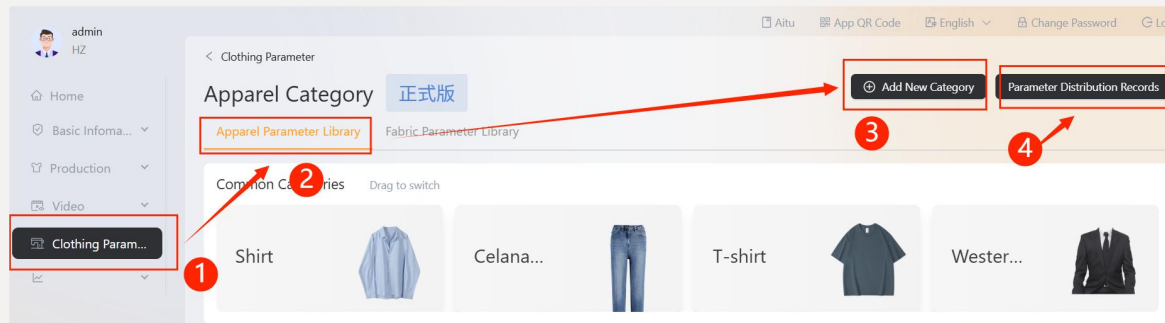 admin
HZ
Aitu
App QR Code
English
Change Password
Lo
Home
Basic Infoma...
Production
Video
Clothing Param...
< Clothing Parameter
Apparel Category 正式版
Add New Category
Parameter Distribution Records
Apparel Parameter Library
Fabric Parameter Library
Common Categories Drag to switch
Shirt
Celana...
T-shirt
Wester...
1
2
3
4